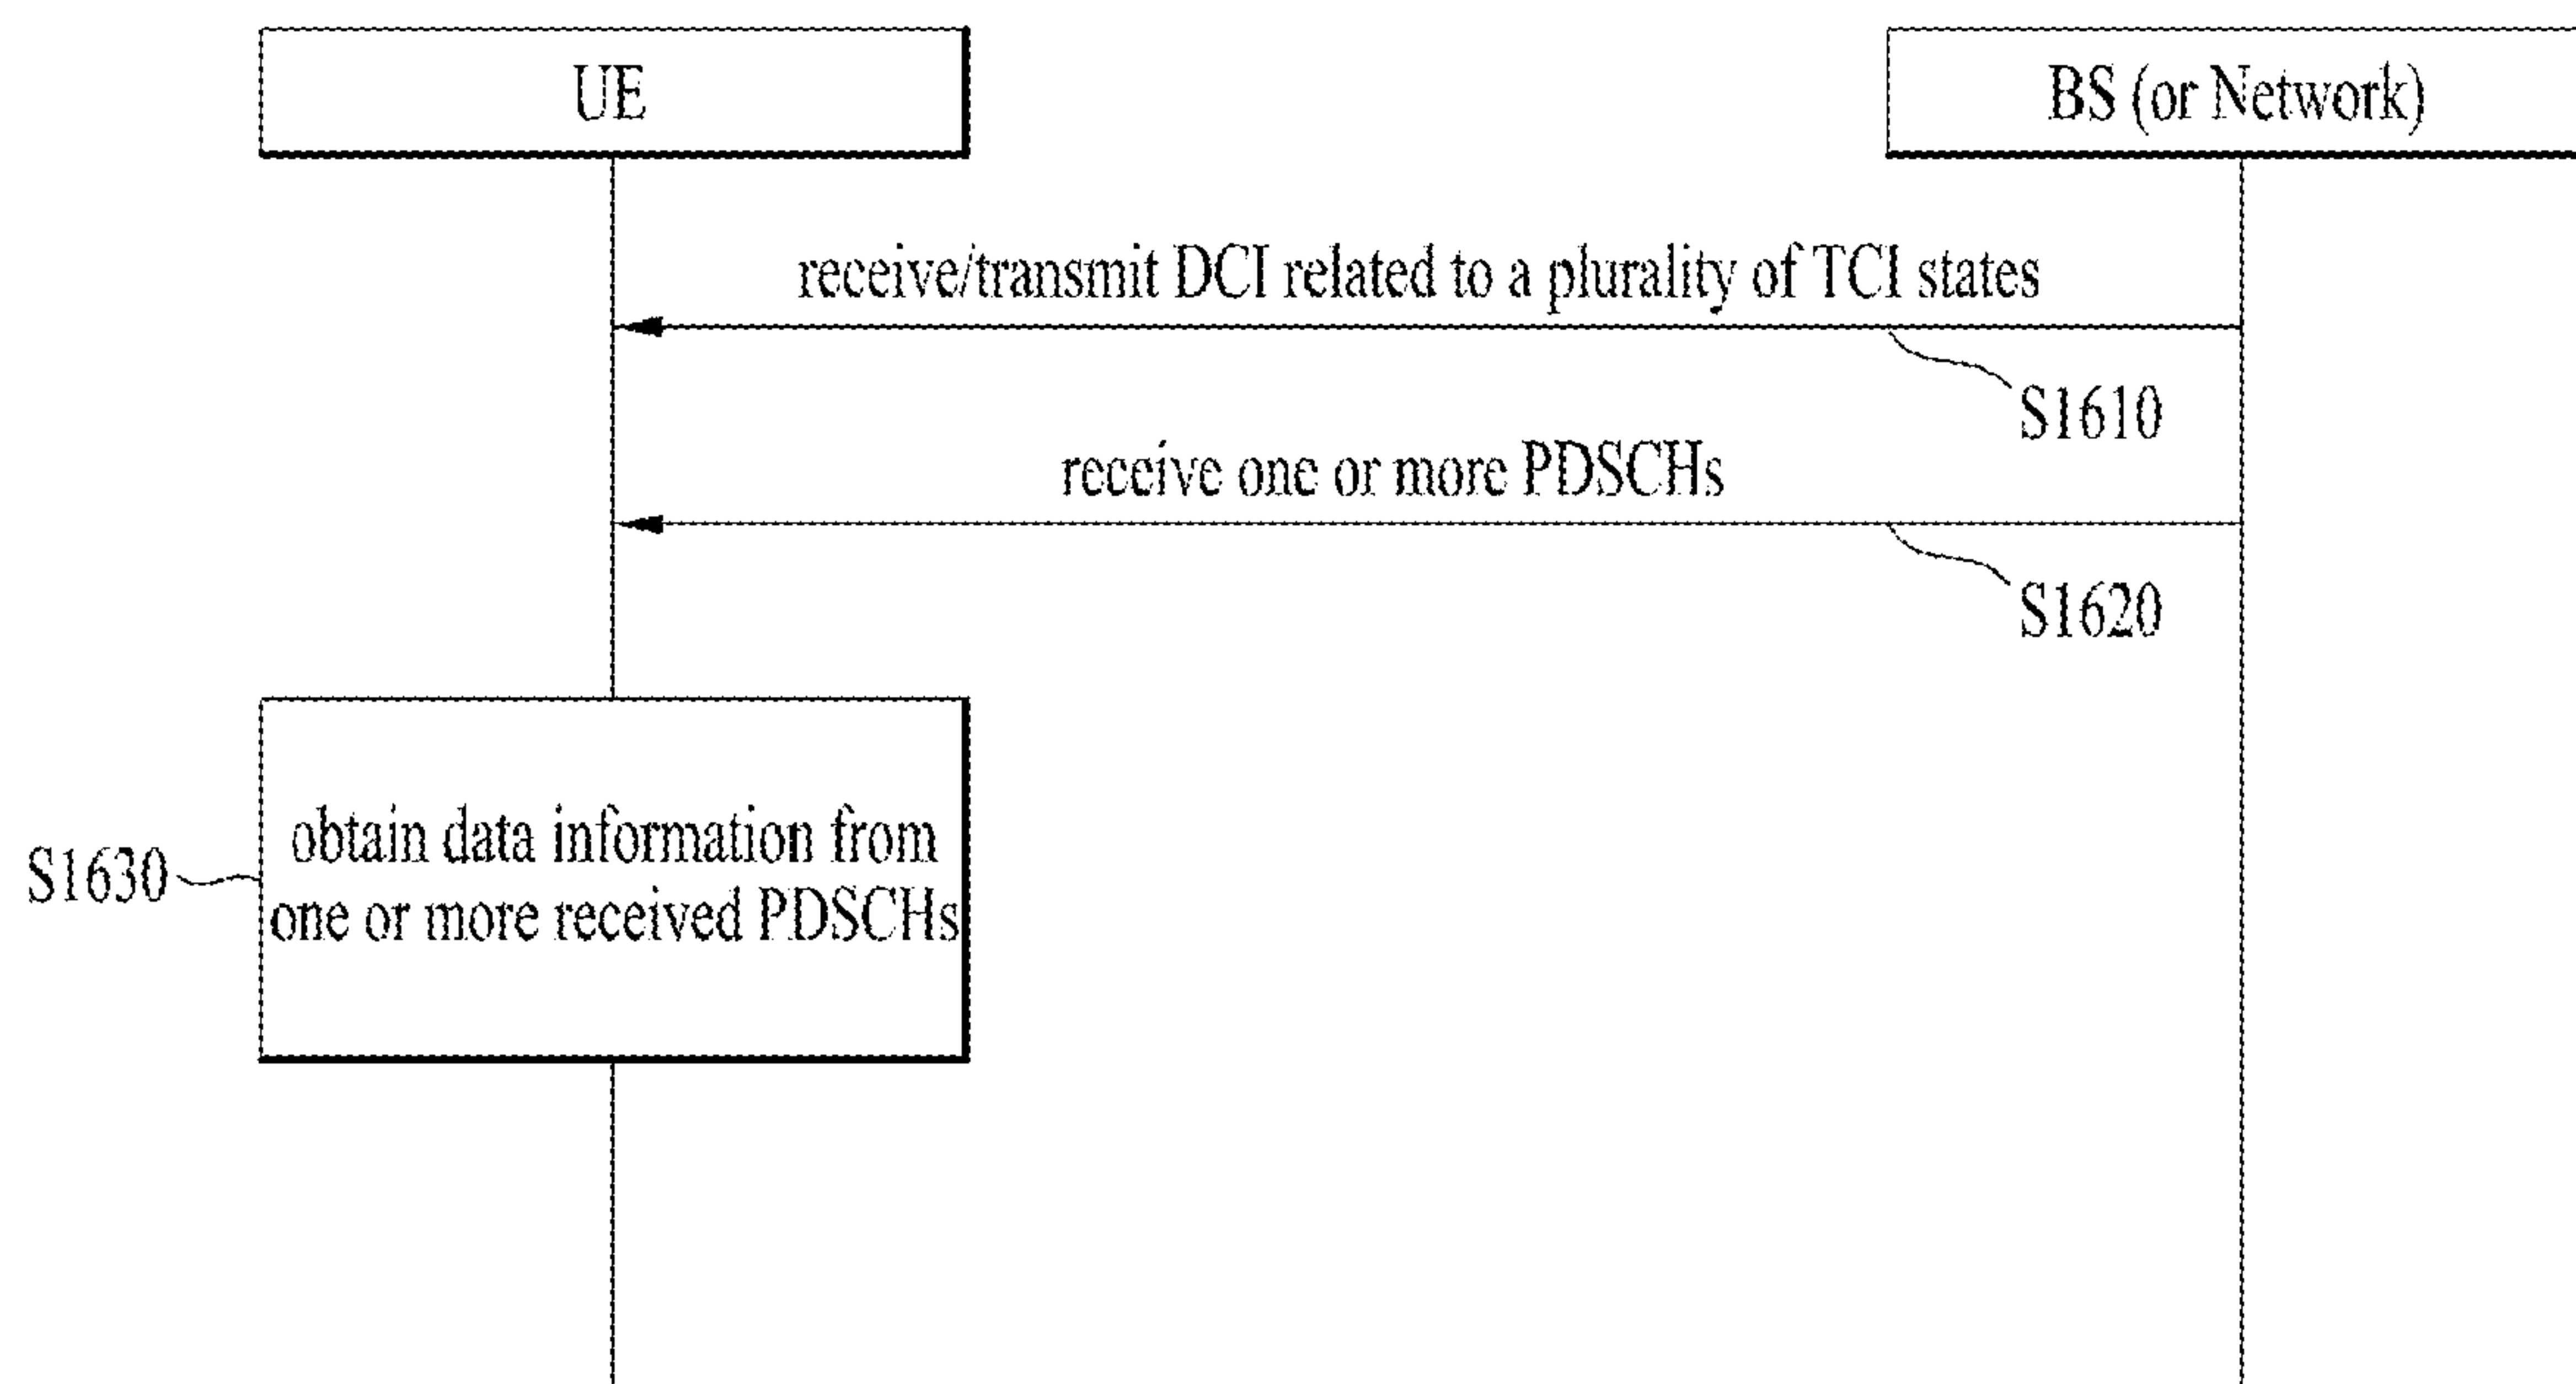 UE
BS (or Network)
receive/transmit DCI related to a plurality of TCI states
S1610
receive one or more PDSCHs
S1620
obtain data information from
one or more received PDSCHs
S1630